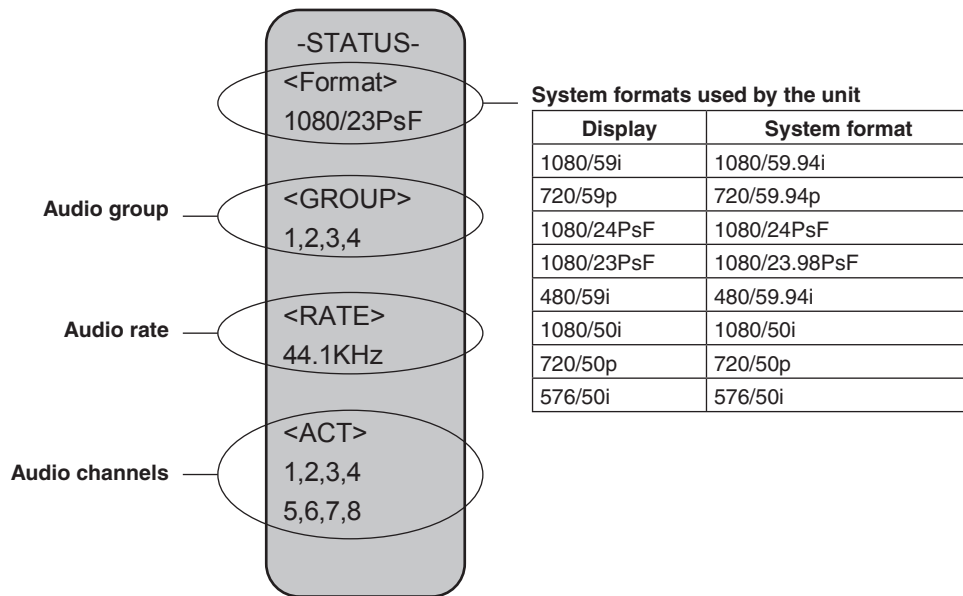 -STATUS-
<Format>
1080/23PsF
Audio group
<GROUP>
1,2,3,4
Audio rate
<RATE>
44.1KHz
Audio channels
<ACT>
1,2,3,4
5,6,7,8
System formats used by the unit
Display System format
1080/59i 1080/59.94i
720/59p 720/59.94p
1080/24PsF 1080/24PsF
1080/23PsF 1080/23.98PsF
480/59i 480/59.94i
1080/50i 1080/50i
720/50p 720/50p
576/50i 576/50i